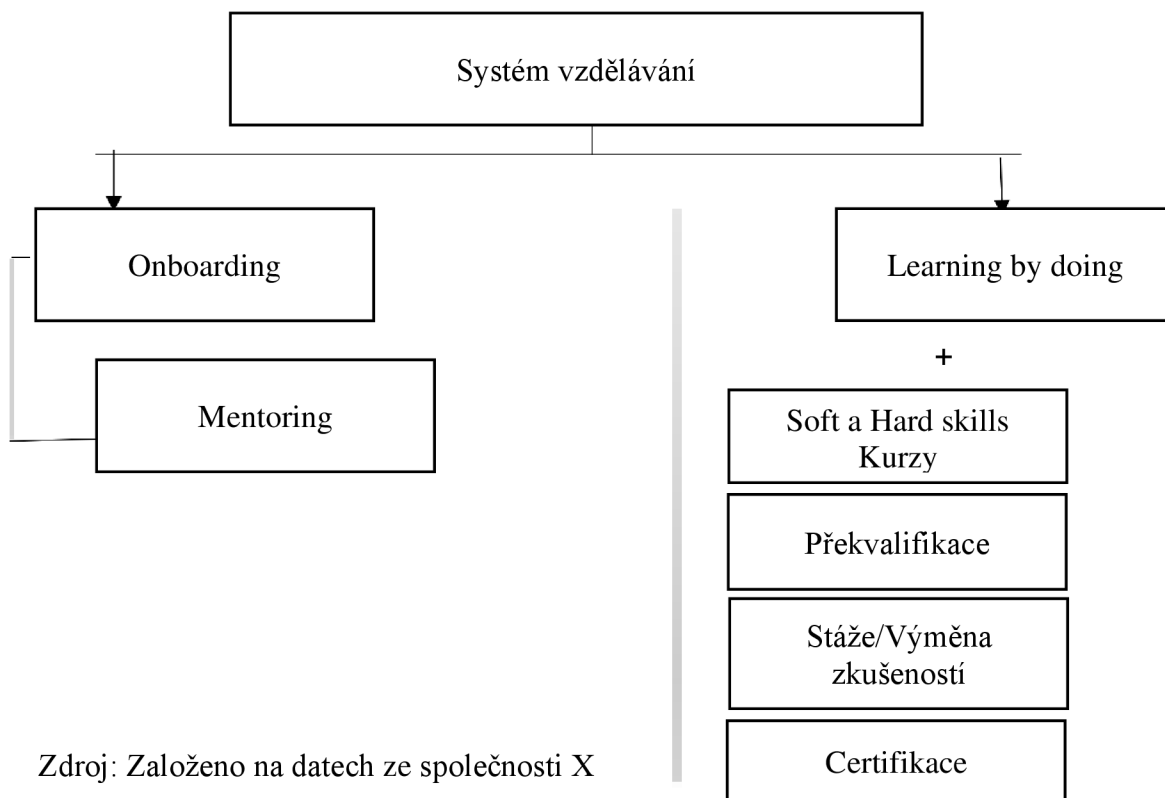 Systém vzdělávání
Onboarding
Mentoring
Learning by doing
+
Soft a Hard skills
Kurzy
Překvalifikace
Stáže/Výměna
zkušeností
Certifikace
Zdroj: Založeno na datech ze společnosti X